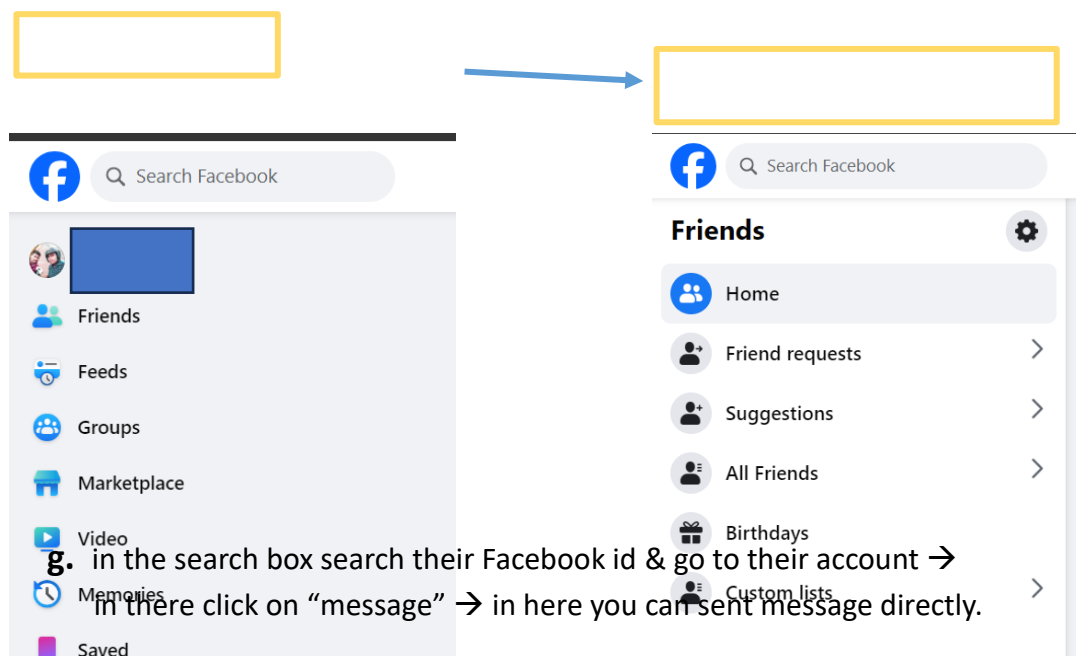 Search Facebook
Friends
Feeds
Groups
Marketplace
Video
Memories
Saved
Search Facebook
Friends
Home
Friend requests
Suggestions
All Friends
Birthdays
Custom lists
g. in the search box search their Facebook id & go to their account →
in there click on “message” → in here you can sent message directly.